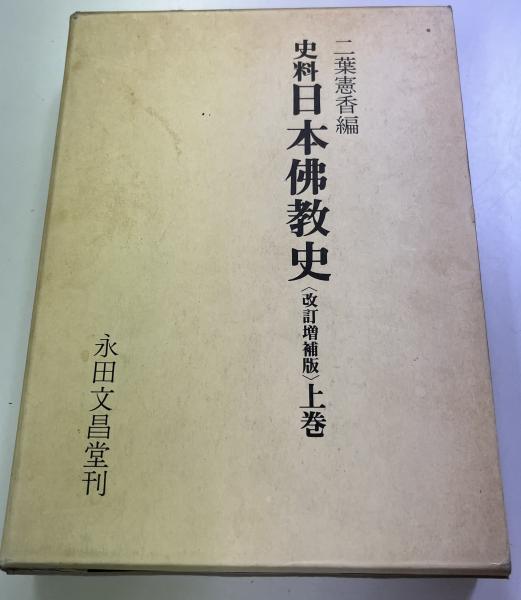 二葉憲香編
史料日本佛教史〈改訂増補版〉上巻
永田文昌堂刊